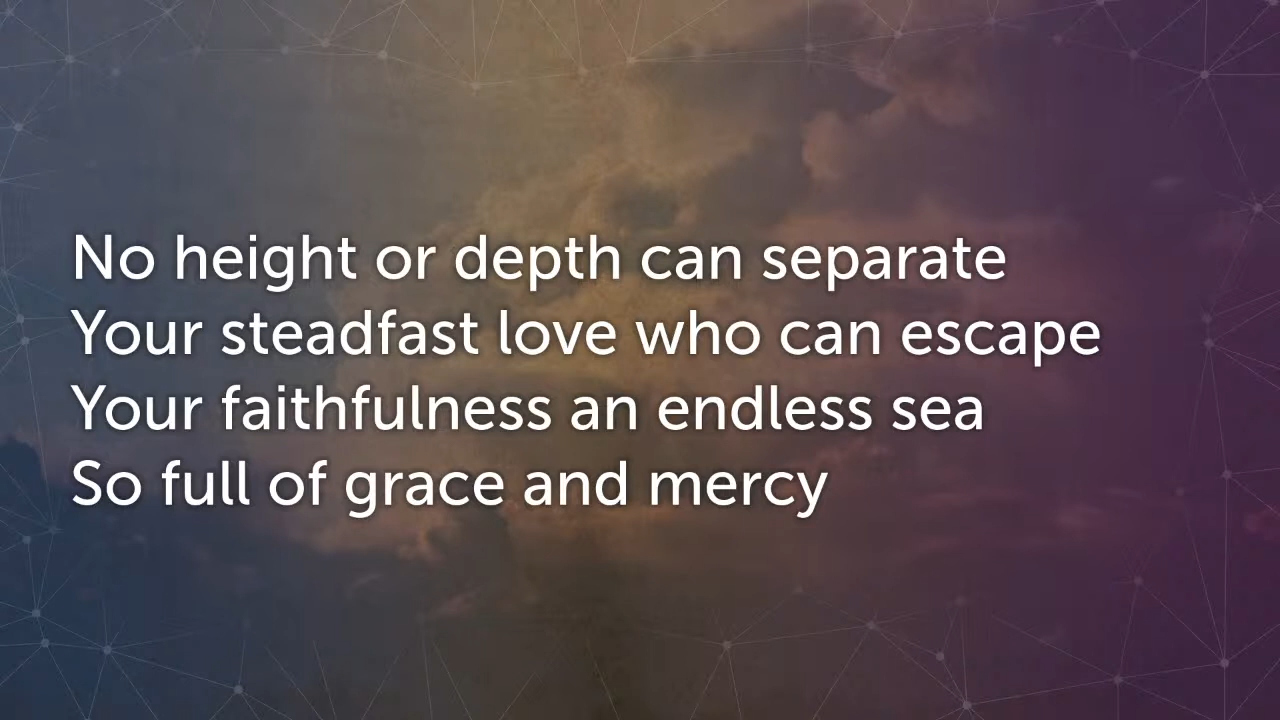 No height or depth can separate
Your steadfast love who can escape
Your faithfulness an endless sea
So full of grace and mercy